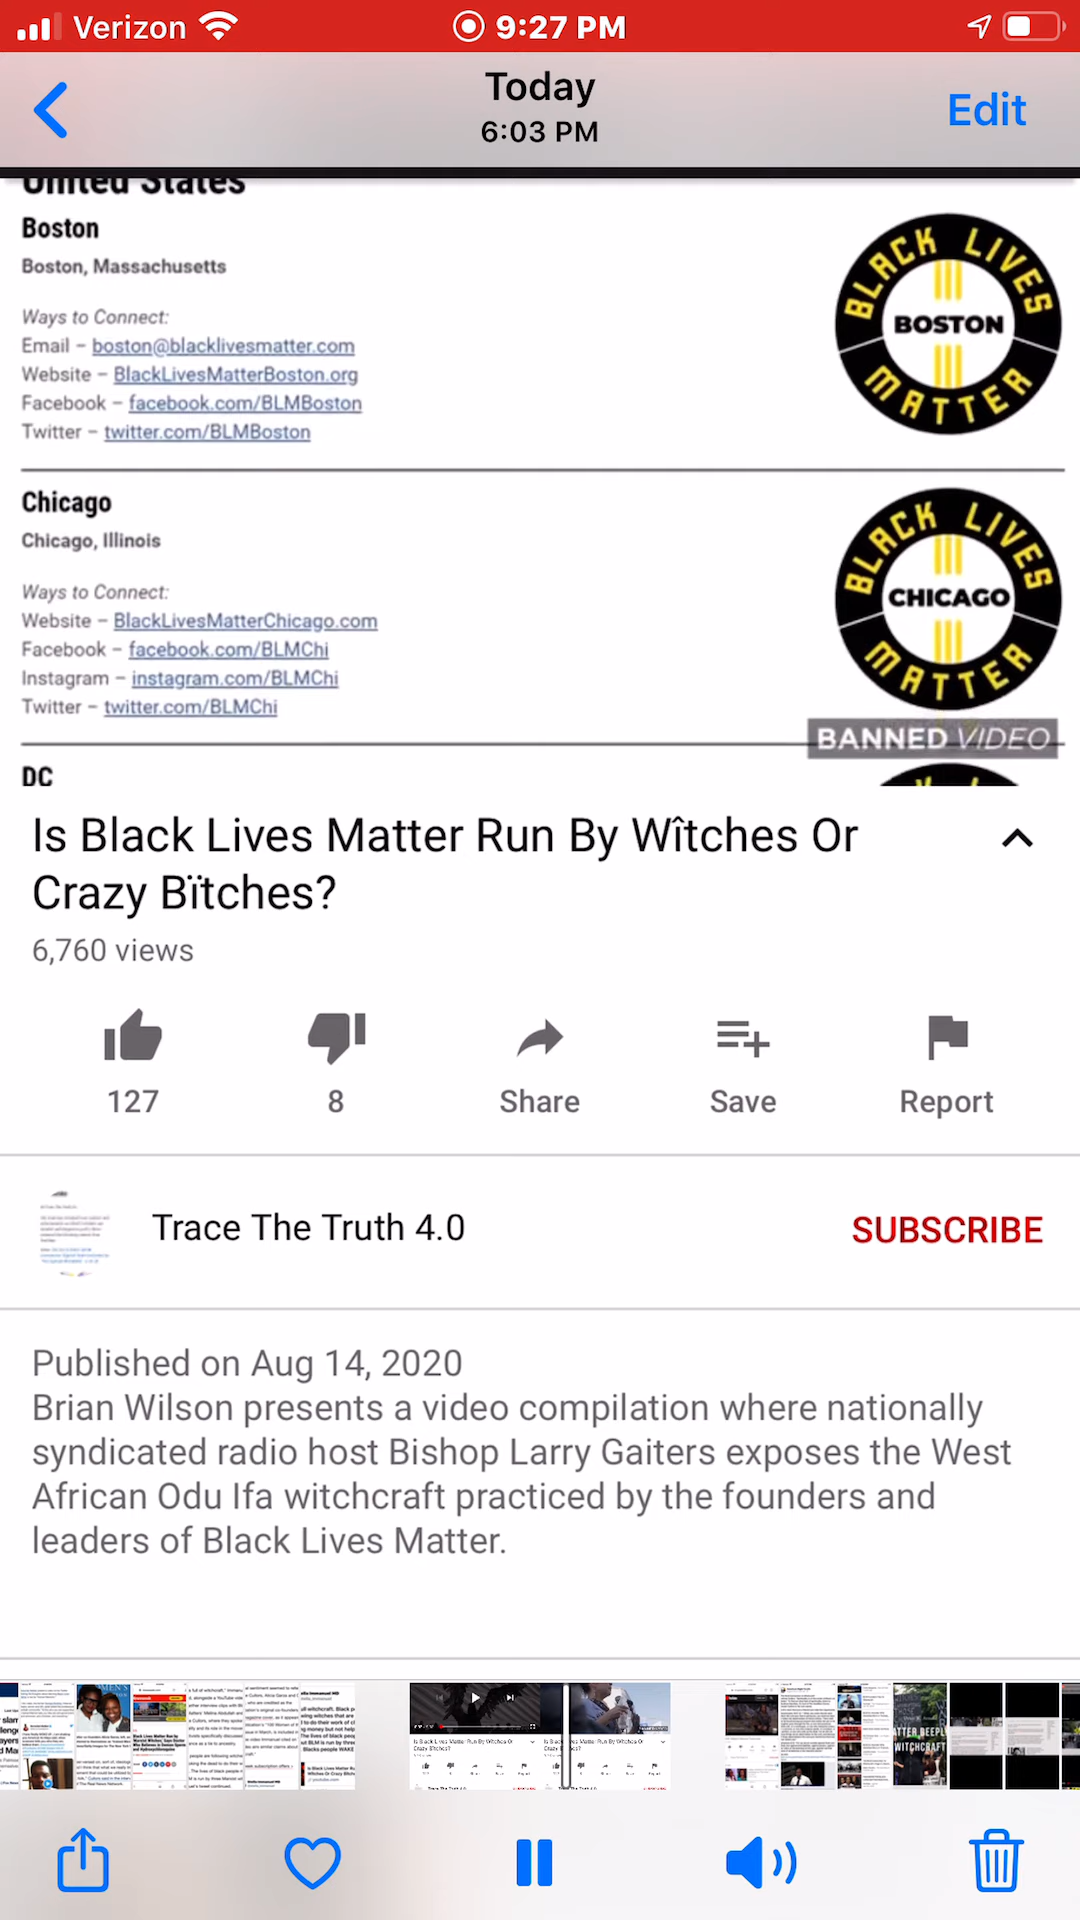 Verizon
9:27 PM
Today
6:03 PM
Edit
United States
Boston
Boston, Massachusetts
Ways to Connect:
Email – boston@blacklivesmatter.com
Website – BlackLivesMatterBoston.org
Facebook – facebook.com/BLMBoston
Twitter – twitter.com/BLMBoston
BLACK LIVES
BOSTON
MATTER
Chicago
Chicago, Illinois
Ways to Connect:
Website – BlackLivesMatterChicago.com
Facebook – facebook.com/BLMChi
Instagram – instagram.com/BLMChi
Twitter – twitter.com/BLMChi
BLACK LIVES
CHICAGO
MATTER
BANNED VIDEO
DC
Is Black Lives Matter Run By Wîtches Or
Crazy Bïtches?
6,760 views
127
8
Share
Save
Report
Trace The Truth 4.0
SUBSCRIBE
Published on Aug 14, 2020
Brian Wilson presents a video compilation where nationally
syndicated radio host Bishop Larry Gaiters exposes the West
African Odu Ifa witchcraft practiced by the founders and
leaders of Black Lives Matter.